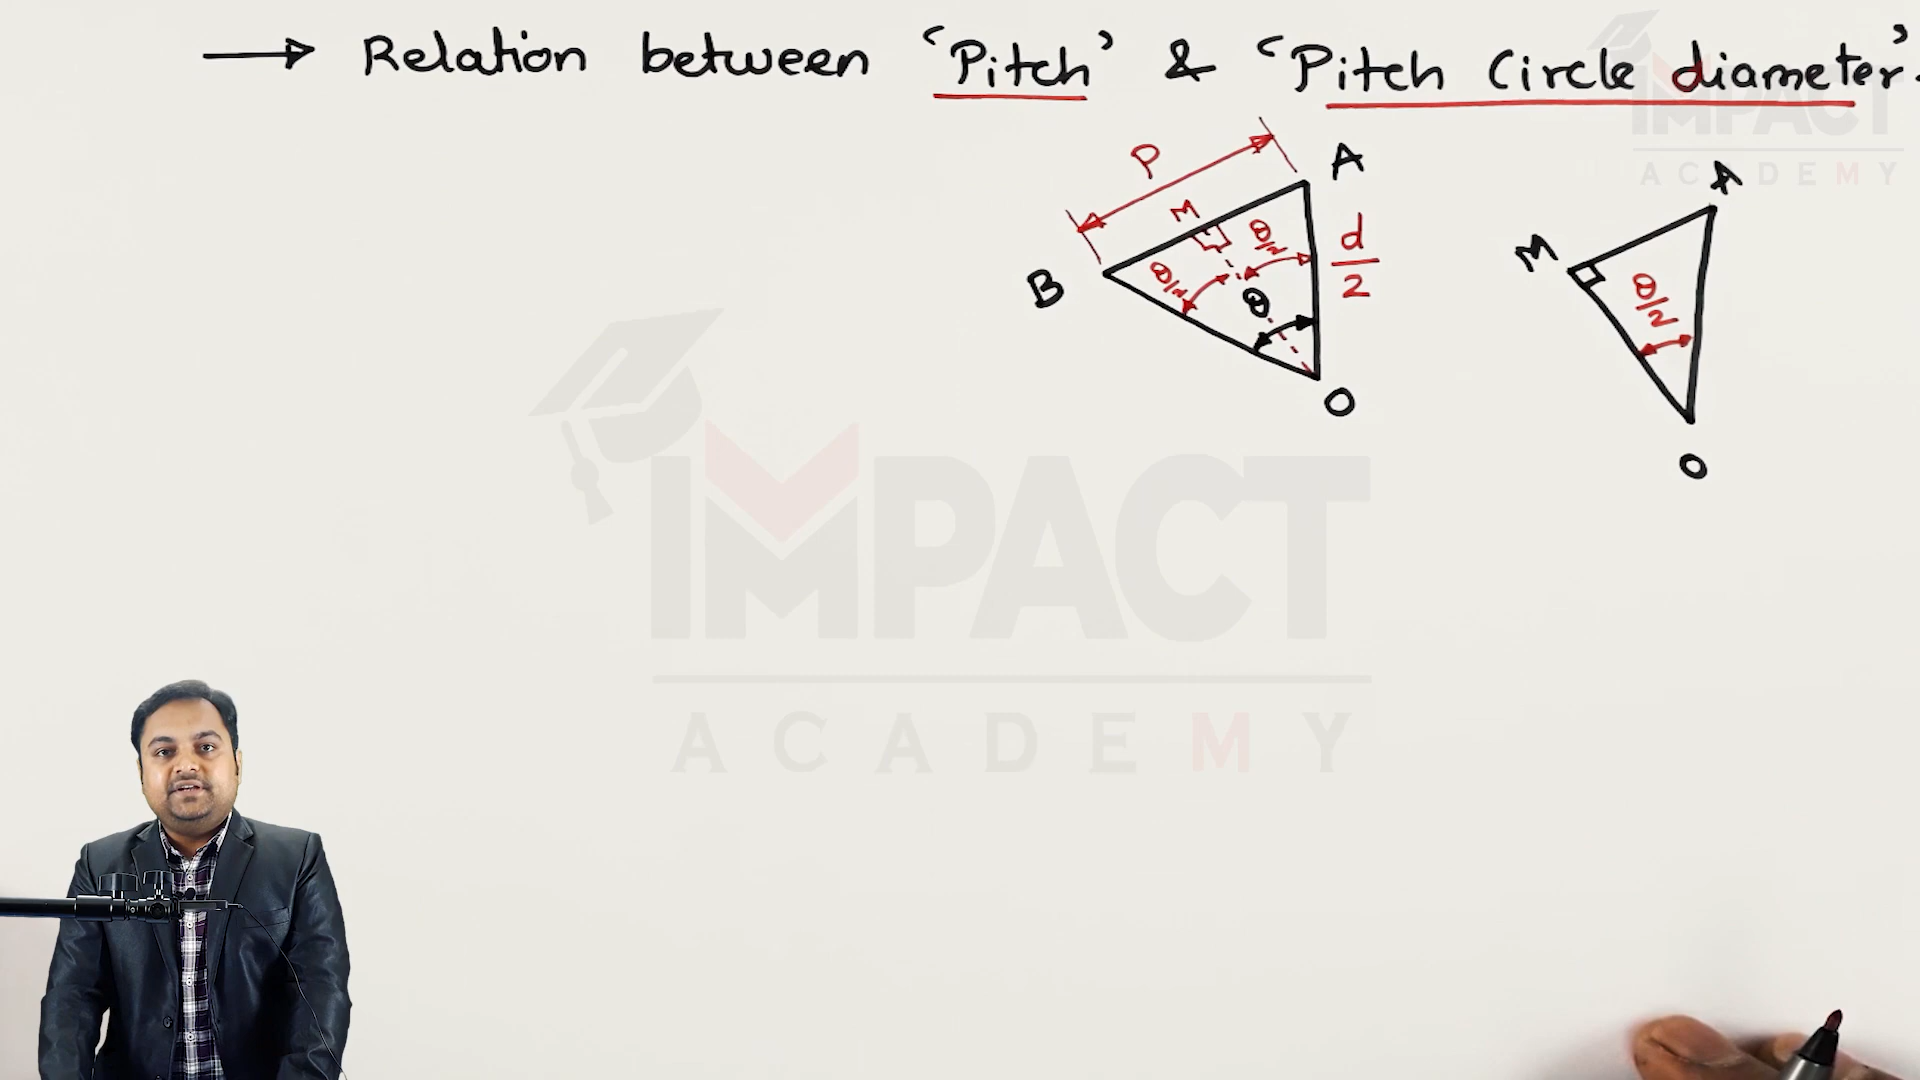 → Relation between 'Pitch' & 'Pitch Circle diameter'.
IMPACT
ACADEMY
P
A
M
θ/2
d/2
B
θ/2
θ
O
A
M
θ/2
O
IMPACT
ACADEMY